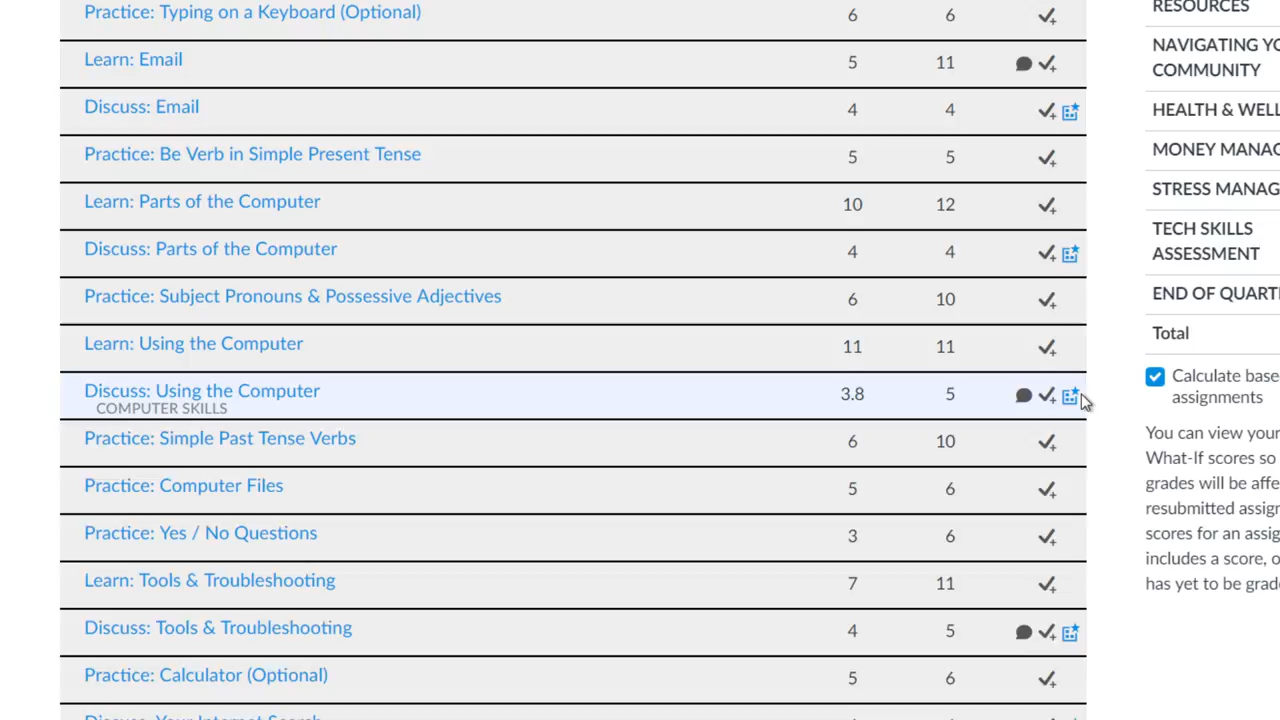 Practice: Typing on a Keyboard (Optional) 6 6
Learn: Email 5 11
Discuss: Email 4 4
Practice: Be Verb in Simple Present Tense 5 5
Learn: Parts of the Computer 10 12
Discuss: Parts of the Computer 4 4
Practice: Subject Pronouns & Possessive Adjectives 6 10
Learn: Using the Computer 11 11
Discuss: Using the Computer 3.8 5
COMPUTER SKILLS
Practice: Simple Past Tense Verbs 6 10
Practice: Computer Files 5 6
Practice: Yes / No Questions 3 6
Learn: Tools & Troubleshooting 7 11
Discuss: Tools & Troubleshooting 4 5
Practice: Calculator (Optional) 5 6
Discuss: Your Internet Search
RESOURCES
NAVIGATING YO
COMMUNITY
HEALTH & WELL
MONEY MANAG
STRESS MANAG
TECH SKILLS
ASSESSMENT
END OF QUART
Total
Calculate base
assignments
You can view your
What-If scores so
grades will be affe
resubmitted assign
scores for an assig
includes a score, o
has yet to be grad